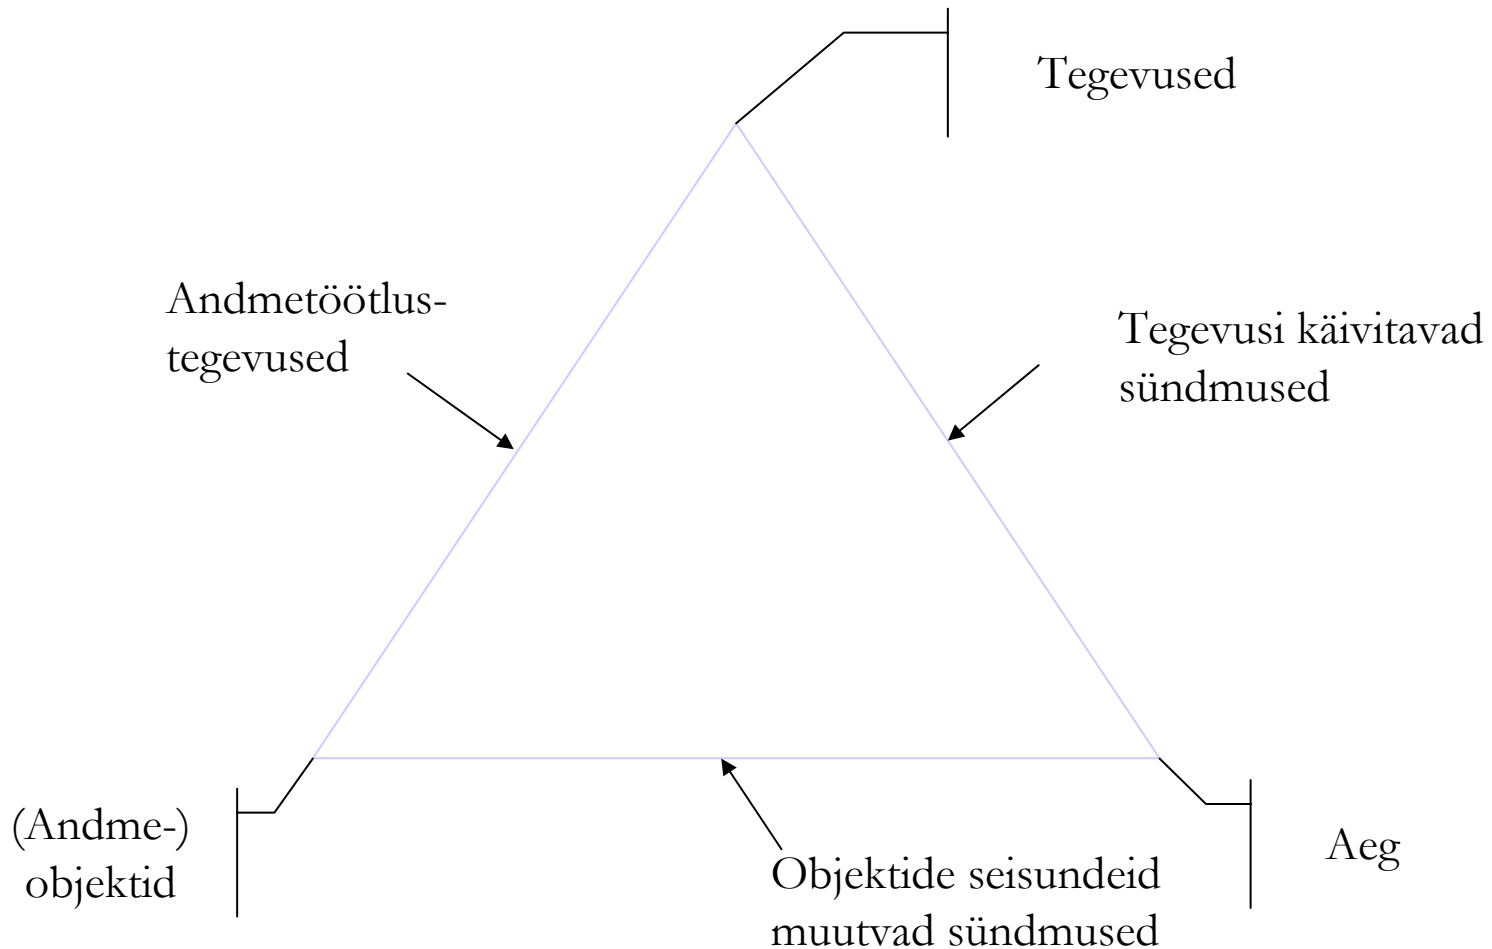 Tegevused
Andmetöötlus-
tegevused
Tegevusi käivitavad
sündmused
(Andme-)
objektid
Aeg
Objektide seisundeid
muutvad sündmused